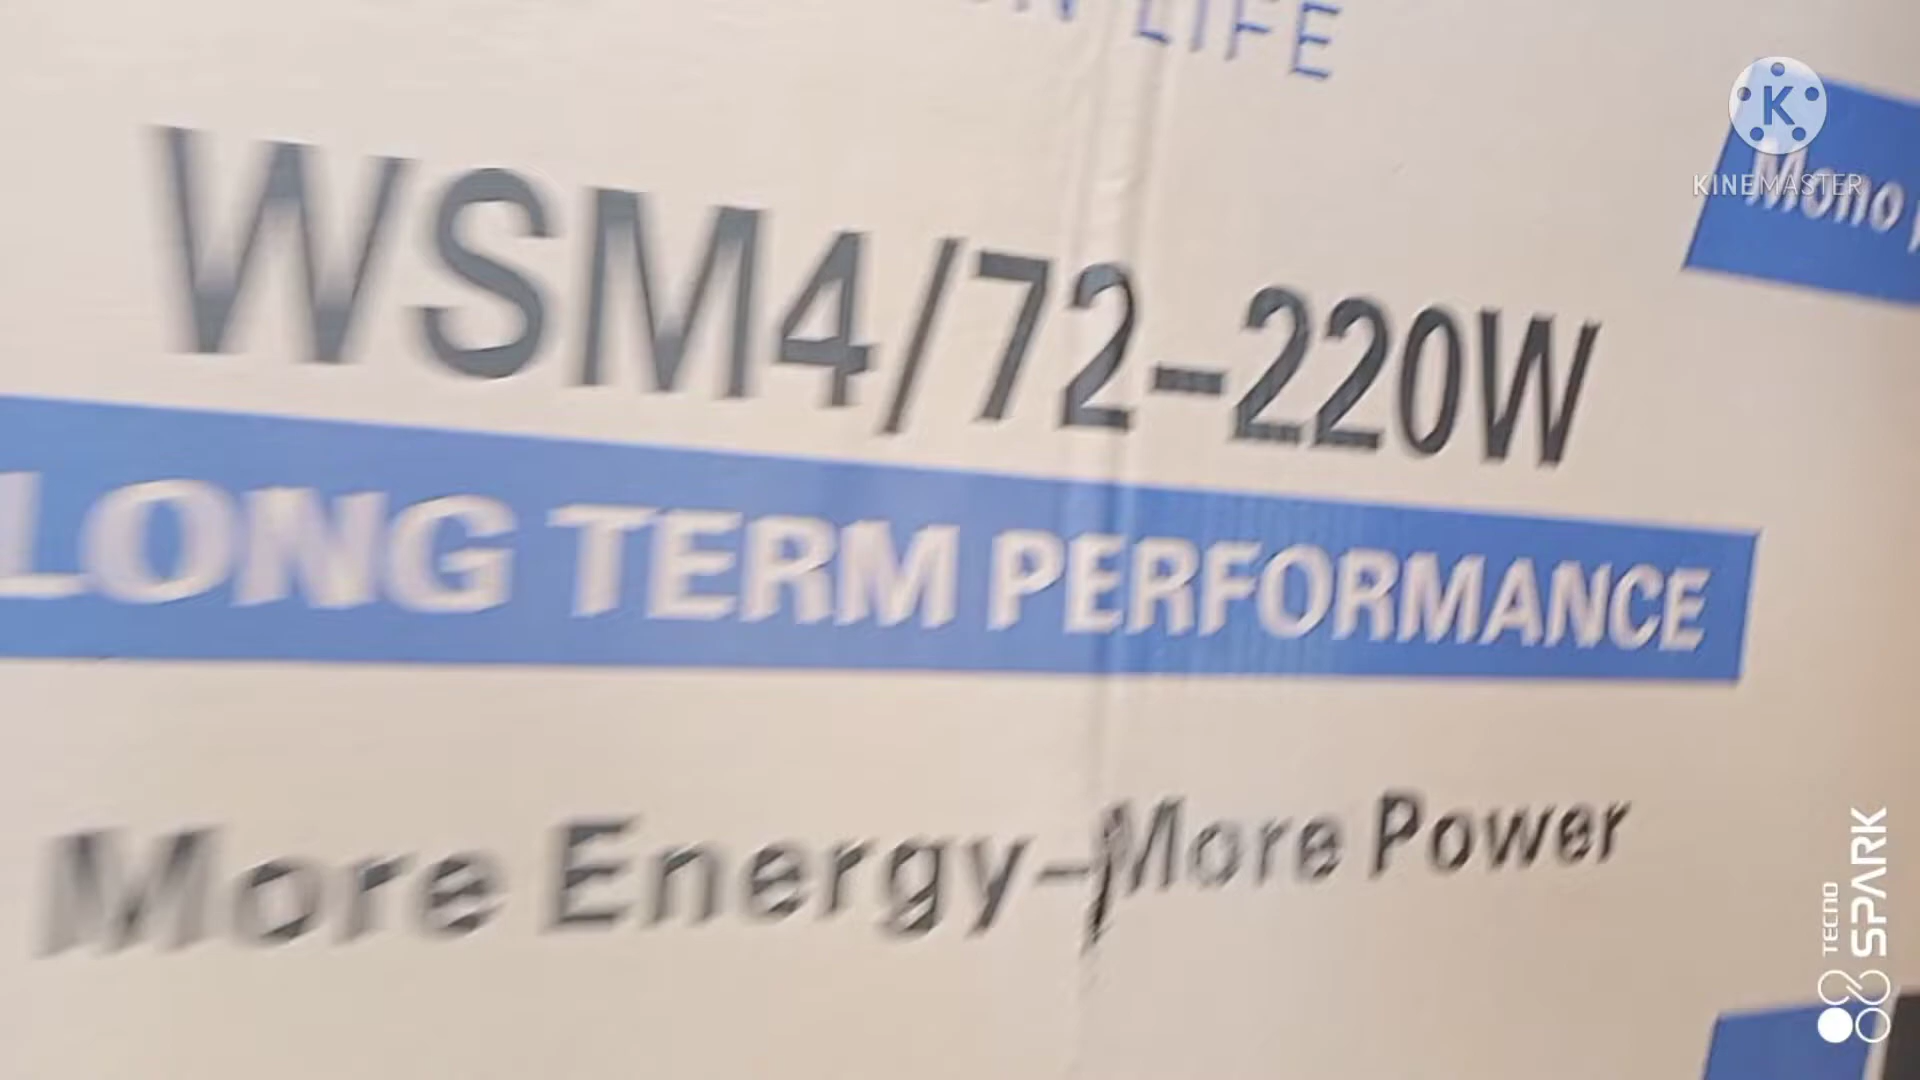 LIFE
WSM4/72-220W
LONG TERM PERFORMANCE
More Energy-More Power
Mono
KINEMASTER
TECNO
SPARK